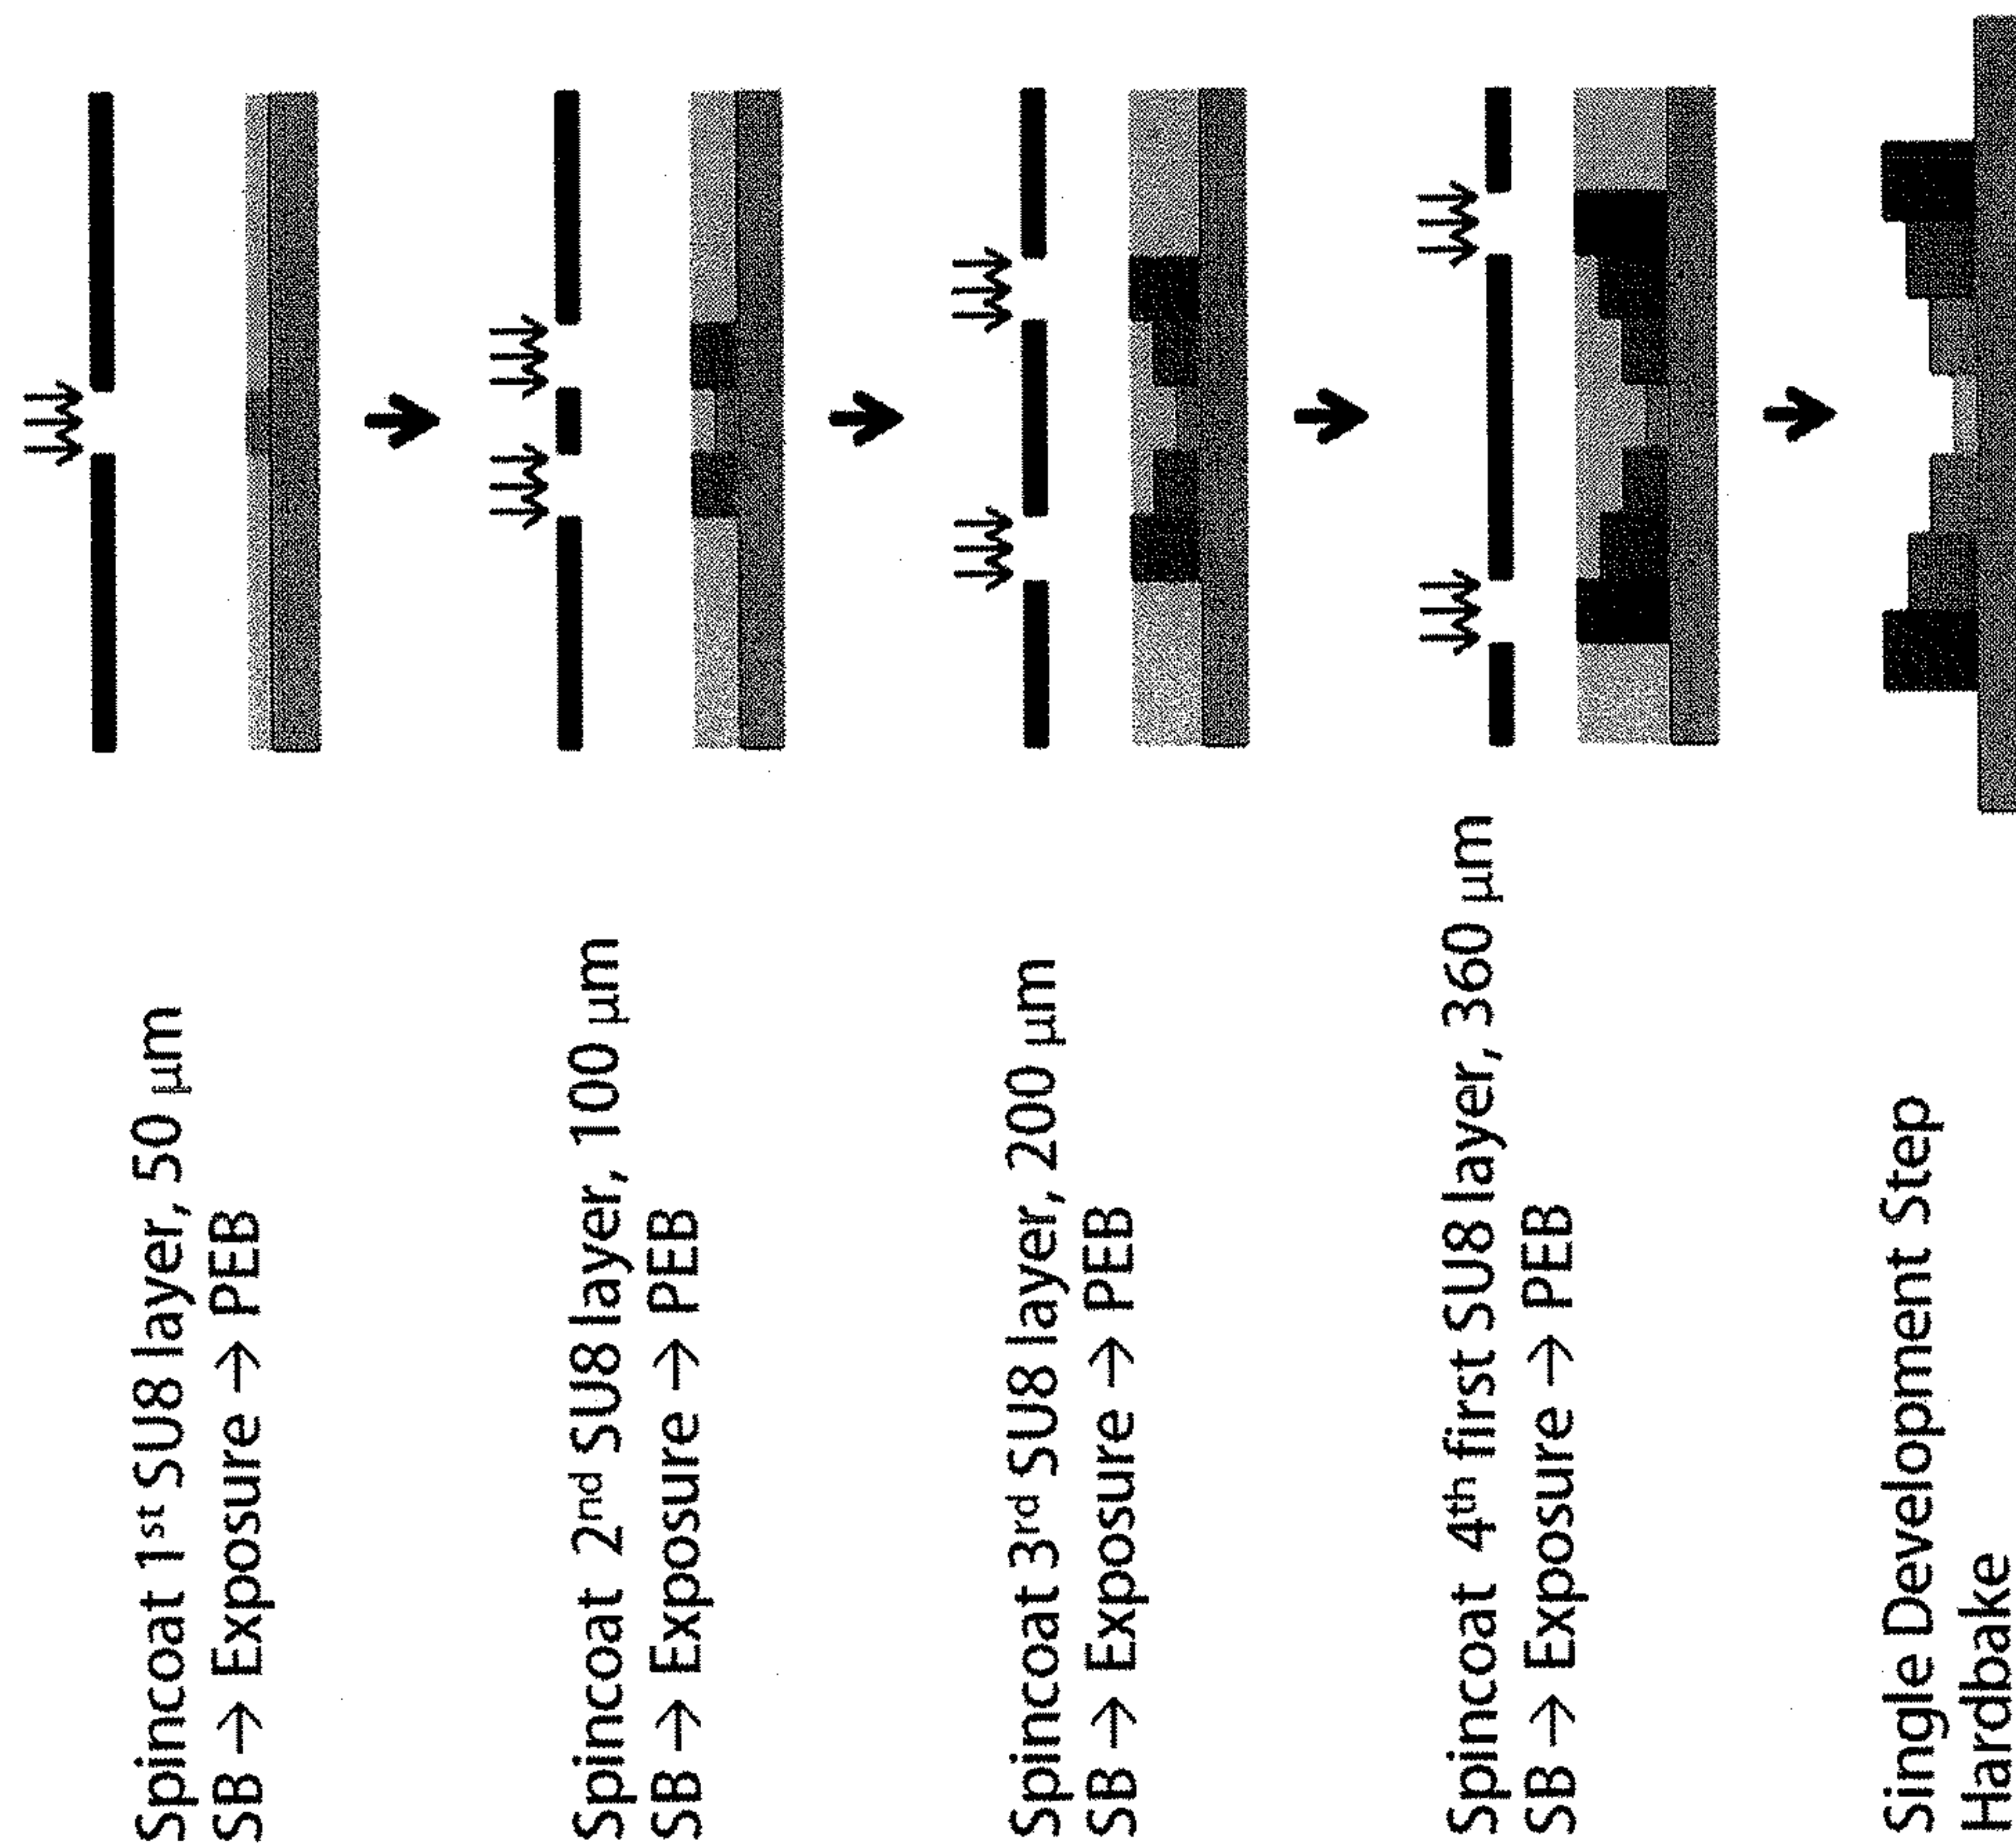 Spincoat 1st SU8 layer, 50 μm
SB → Exposure → PEB
Spincoat 2nd SU8 layer, 100 μm
SB → Exposure → PEB
Spincoat 3rd SU8 layer, 200 μm
SB → Exposure → PEB
Spincoat 4th first SU8 layer, 360 μm
SB → Exposure → PEB
Single Development Step
Hardbake